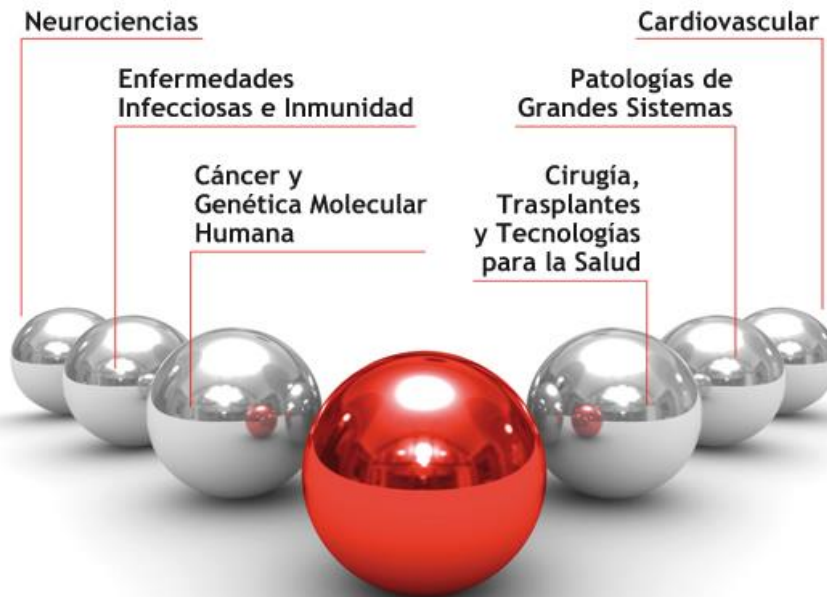 Neurociencias
Enfermedades
Infecciosas e Inmunidad
Cáncer y
Genética Molecular
Humana
Cardiovascular
Patologías de
Grandes Sistemas
Cirugía,
Trasplantes
y Tecnologías
para la Salud